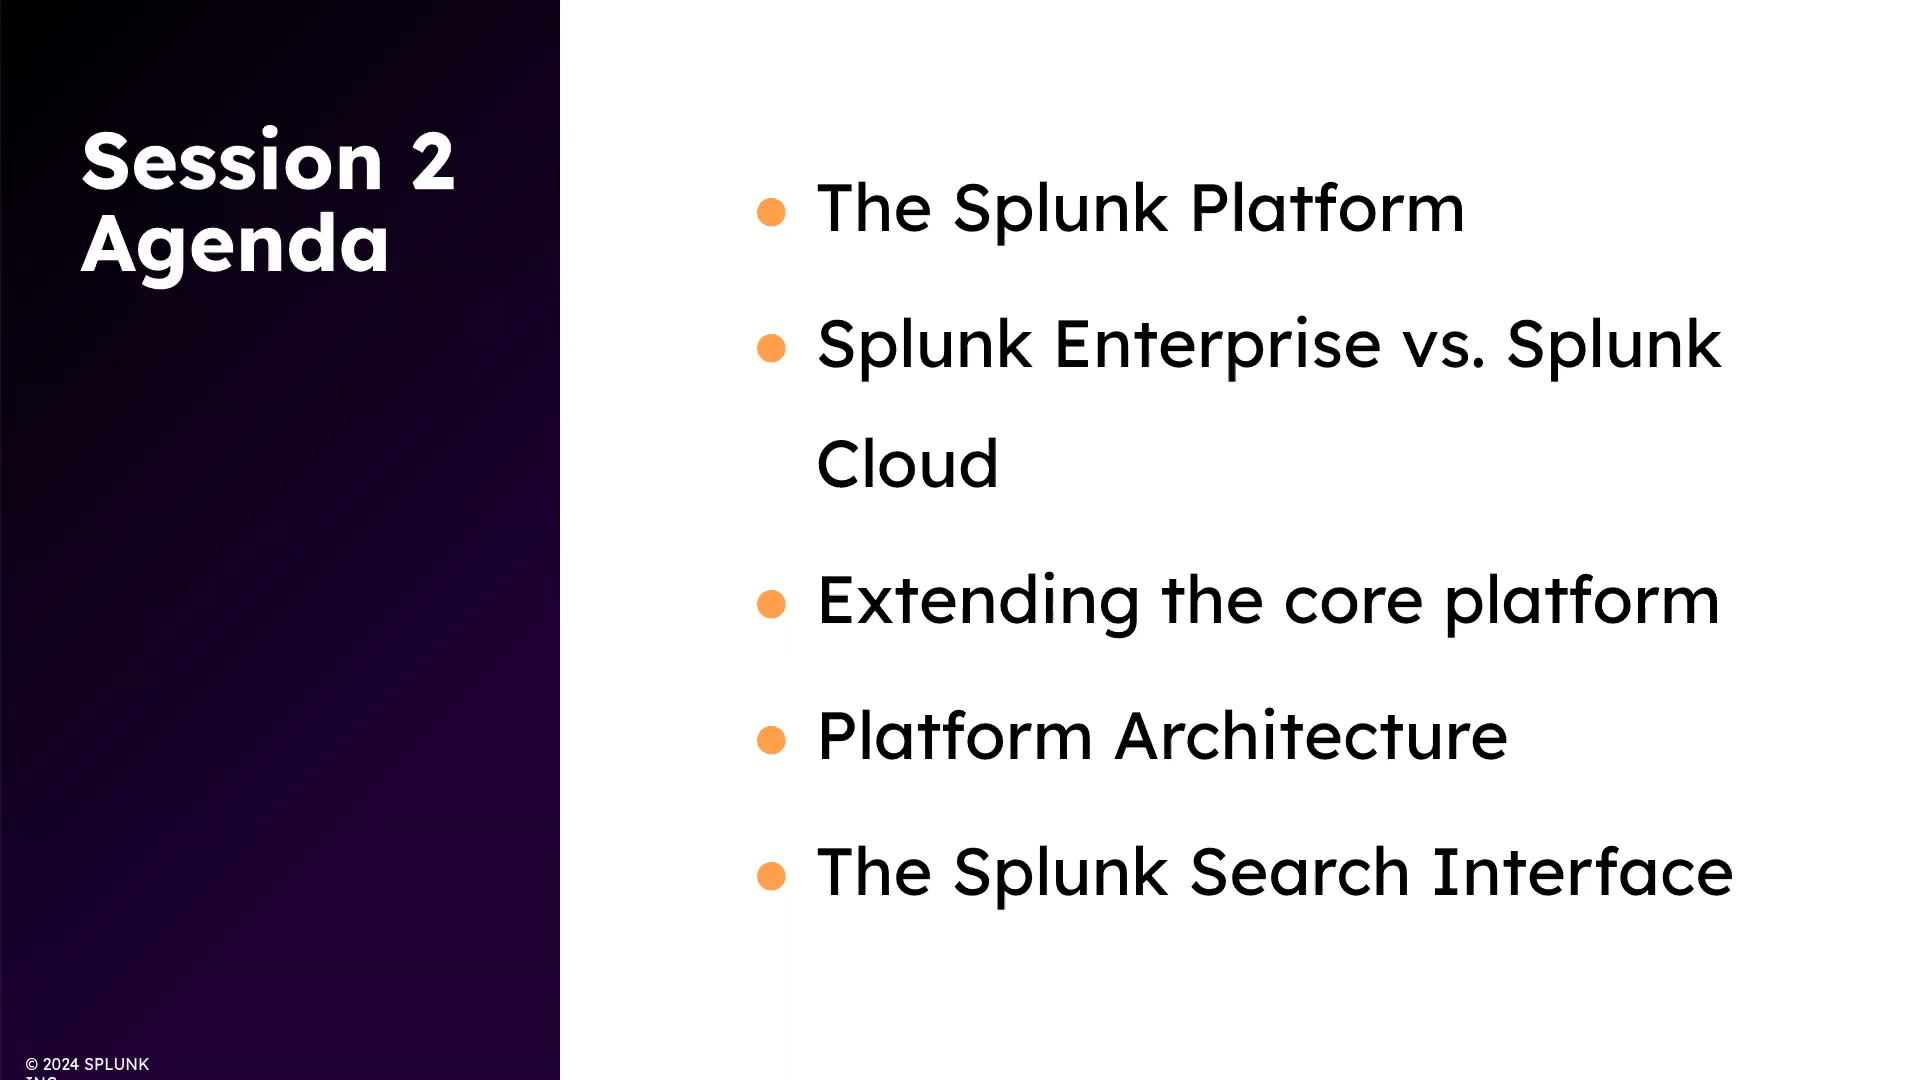 Session 2
Agenda
The Splunk Platform
Splunk Enterprise vs. Splunk
Cloud
Extending the core platform
Platform Architecture
The Splunk Search Interface
© 2024 SPLUNK
INC